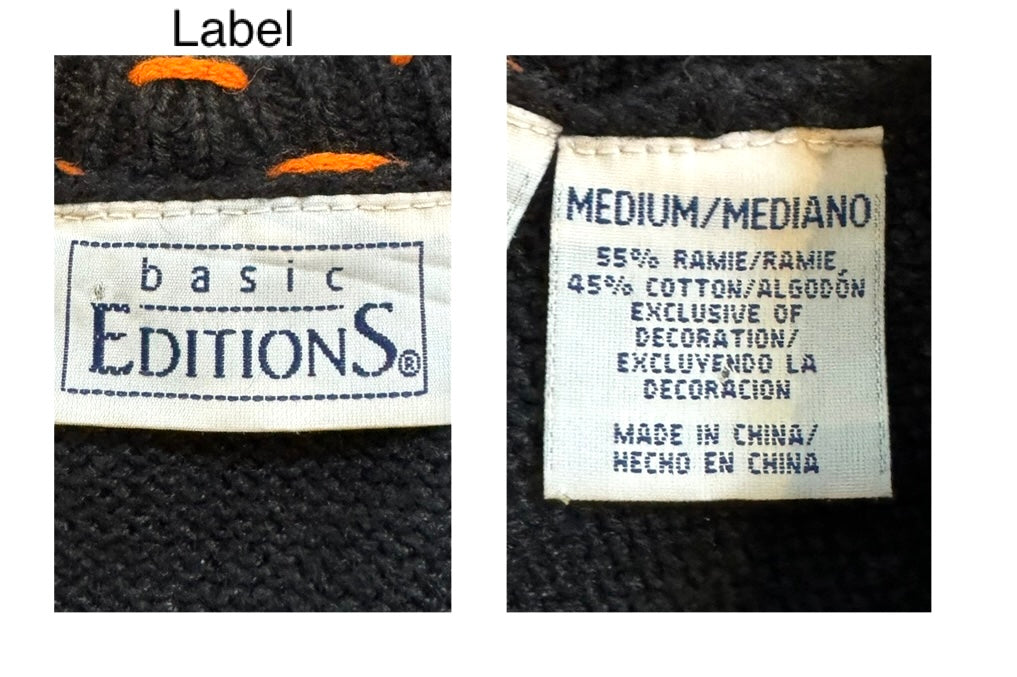 Label
basic
EDITIONS®
MEDIUM/MEDIANO
55% RAMIE/RAMIE,
45% COTTON/ALGODÓN
EXCLUSIVE OF
DECORATION/
EXCLUYENDO LA
DECORACION
MADE IN CHINA/
HECHO EN CHINA